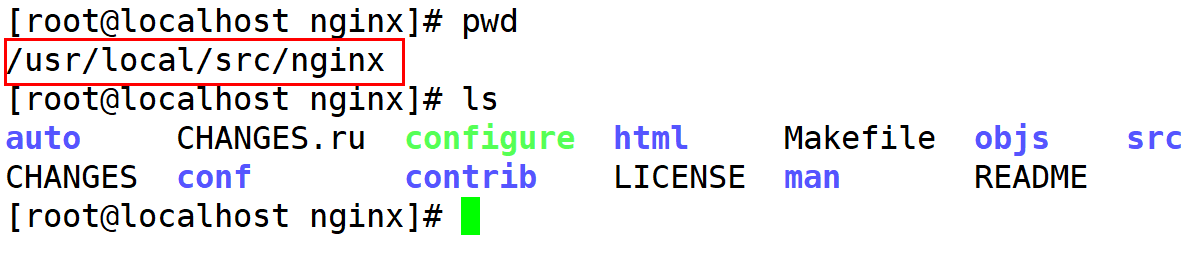 [root@localhost nginx]# pwd
/usr/local/src/nginx
[root@localhost nginx]# ls
auto     CHANGES.ru  configure  html     Makefile  objs    src
CHANGES  conf        contrib    LICENSE  man       README
[root@localhost nginx]#